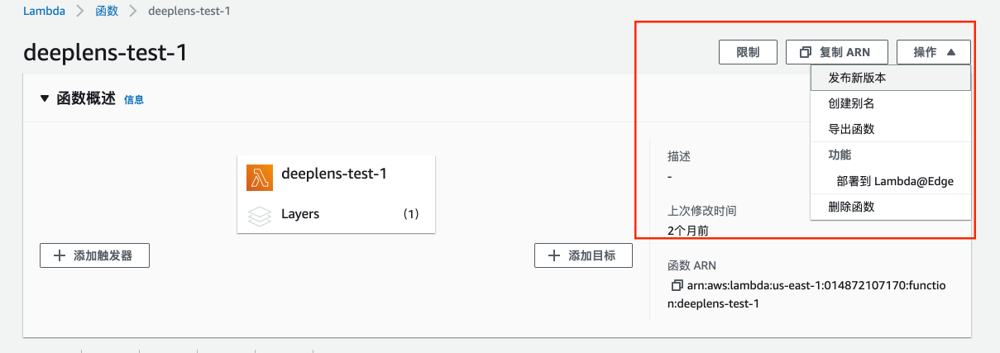 Lambda > 函数 > deeplens-test-1
deeplens-test-1
限制
复制 ARN
操作
发布新版本
创建别名
导出函数
功能
部署到 Lambda@Edge
删除函数
函数概述 信息
deeplens-test-1
Layers (1)
添加触发器
添加目标
描述
-
上次修改时间
2个月前
函数 ARN
arn:aws:lambda:us-east-1:014872107170:functio
n:deeplens-test-1